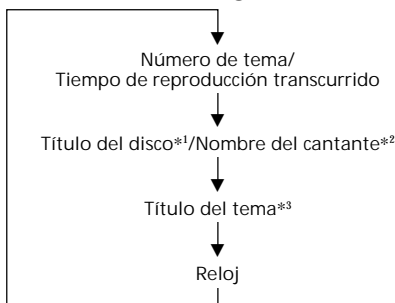 Número de tema/
Tiempo de reproducción transcurrido
Título del disco*1/Nombre del cantante*2
Título del tema*3
Reloj